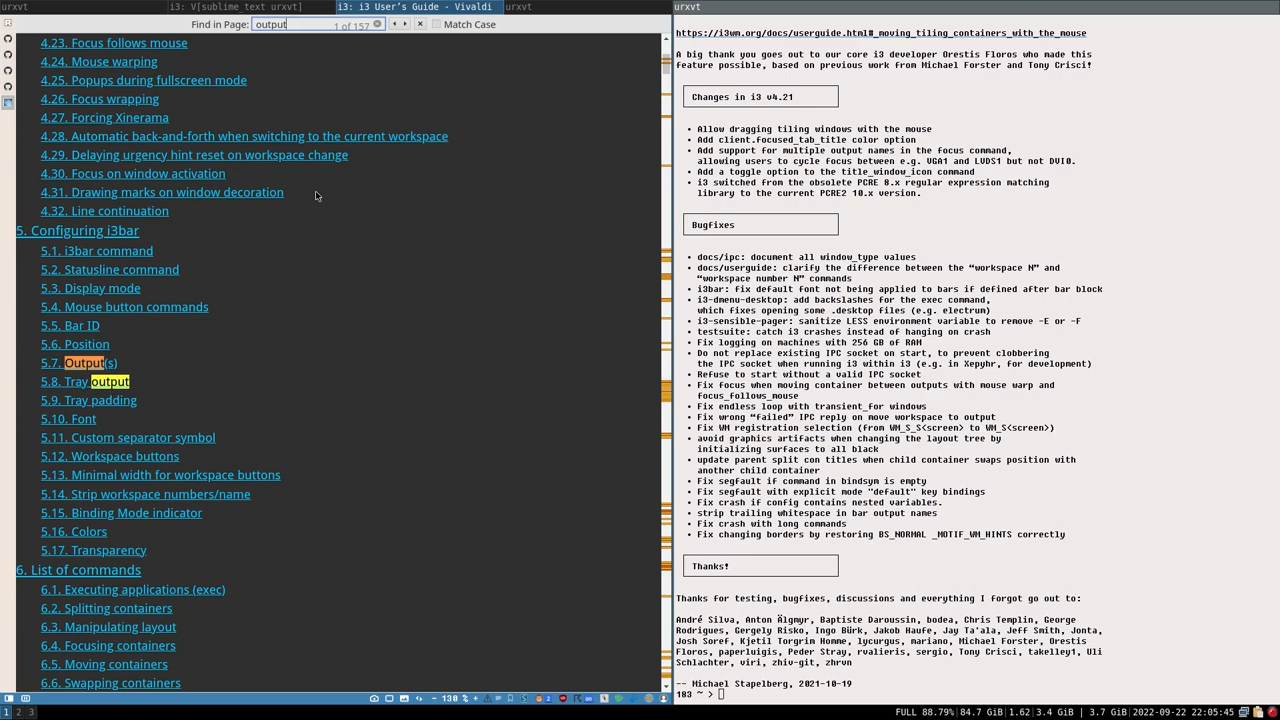 urxvt
i3: V[sublime_text urxvt]
i3: i3 User's Guide - Vivaldi
urxvt
urxvt
Find in Page: output 1 of 157 Match Case
4.23. Focus follows mouse
4.24. Mouse warping
4.25. Popups during fullscreen mode
4.26. Focus wrapping
4.27. Forcing Xinerama
4.28. Automatic back-and-forth when switching to the current workspace
4.29. Delaying urgency hint reset on workspace change
4.30. Focus on window activation
4.31. Drawing marks on window decoration
4.32. Line continuation
5. Configuring i3bar
5.1. i3bar command
5.2. Statusline command
5.3. Display mode
5.4. Mouse button commands
5.5. Bar ID
5.6. Position
5.7. Output(s)
5.8. Tray output
5.9. Tray padding
5.10. Font
5.11. Custom separator symbol
5.12. Workspace buttons
5.13. Minimal width for workspace buttons
5.14. Strip workspace numbers/name
5.15. Binding Mode indicator
5.16. Colors
5.17. Transparency
6. List of commands
6.1. Executing applications (exec)
6.2. Splitting containers
6.3. Manipulating layout
6.4. Focusing containers
6.5. Moving containers
6.6. Swapping containers
https://i3wm.org/docs/userguide.html#_moving_tiling_containers_with_the_mouse
A big thank you goes out to our core i3 developer Orestis Floros who made this
feature possible, based on previous work from Michael Forster and Tony Crisci!
Changes in i3 v4.21
• Allow dragging tiling windows with the mouse
• Add client.focused_tab_title color option
• Add support for multiple output names in the focus command,
allowing users to cycle focus between e.g. VGA1 and LVDS1 but not DVI0.
• Add a toggle option to the title_window_icon command
• i3 switched from the obsolete PCRE 8.x regular expression matching
library to the current PCRE2 10.x version.
Bugfixes
• docs/ipc: document all window_type values
• docs/userguide: clarify the difference between the “workspace N” and
“workspace number N” commands
• i3bar: fix default font not being applied to bars if defined after bar block
• i3-dmenu-desktop: add backslashes for the exec command,
which fixes opening some .desktop files (e.g. electrum)
• i3-sensible-pager: sanitize LESS environment variable to remove -E or -F
• testsuite: catch i3 crashes instead of hanging on crash
• Fix logging on machines with 256 GB of RAM
• Do not replace existing IPC socket on start, to prevent clobbering
the IPC socket when running i3 within i3 (e.g. in Xepyhr, for development)
• Refuse to start without a valid IPC socket
• Fix focus when moving container between outputs with mouse warp and
focus_follows_mouse
• Fix endless loop with transient_for windows
• Fix wrong “failed” IPC reply on move workspace to output
• Fix WM registration selection (from WM_S_S<screen> to WM_S<screen>)
• avoid graphics artifacts when changing the layout tree by
initializing surfaces to all black
• update parent split con titles when child container swaps position with
another child container
• Fix segfault if command in bindsym is empty
• Fix segfault with explicit mode "default" key bindings
• Fix crash if config contains nested variables.
• strip trailing whitespace in bar output names
• Fix crash with long commands
• Fix changing borders by restoring BS_NORMAL _MOTIF_WM_HINTS correctly
Thanks!
Thanks for testing, bugfixes, discussions and everything I forgot go out to:
André Silva, Anton Älgmyr, Baptiste Daroussin, bodea, Chris Templin, George
Rodrigues, Gergely Risko, Ingo Bürk, Jakob Haufe, Jay Ta'ala, Jeff Smith, Jonta,
Josh Soref, Kjetil Torgrim Homme, lycurgus, mariano, Michael Forster, Orestis
Floros, paperluigis, Peder Stray, rvalieris, sergio, Tony Crisci, takelley1, Uli
Schlachter, viri, zhiv-git, zhrvn
-- Michael Stapelberg, 2021-10-19
183 ~ >
130 %
1 2 3
FULL 88.79% | 84.7 GiB | 1.62 | 3.4 GiB | 3.7 GiB | 2022-09-22 22:05:45